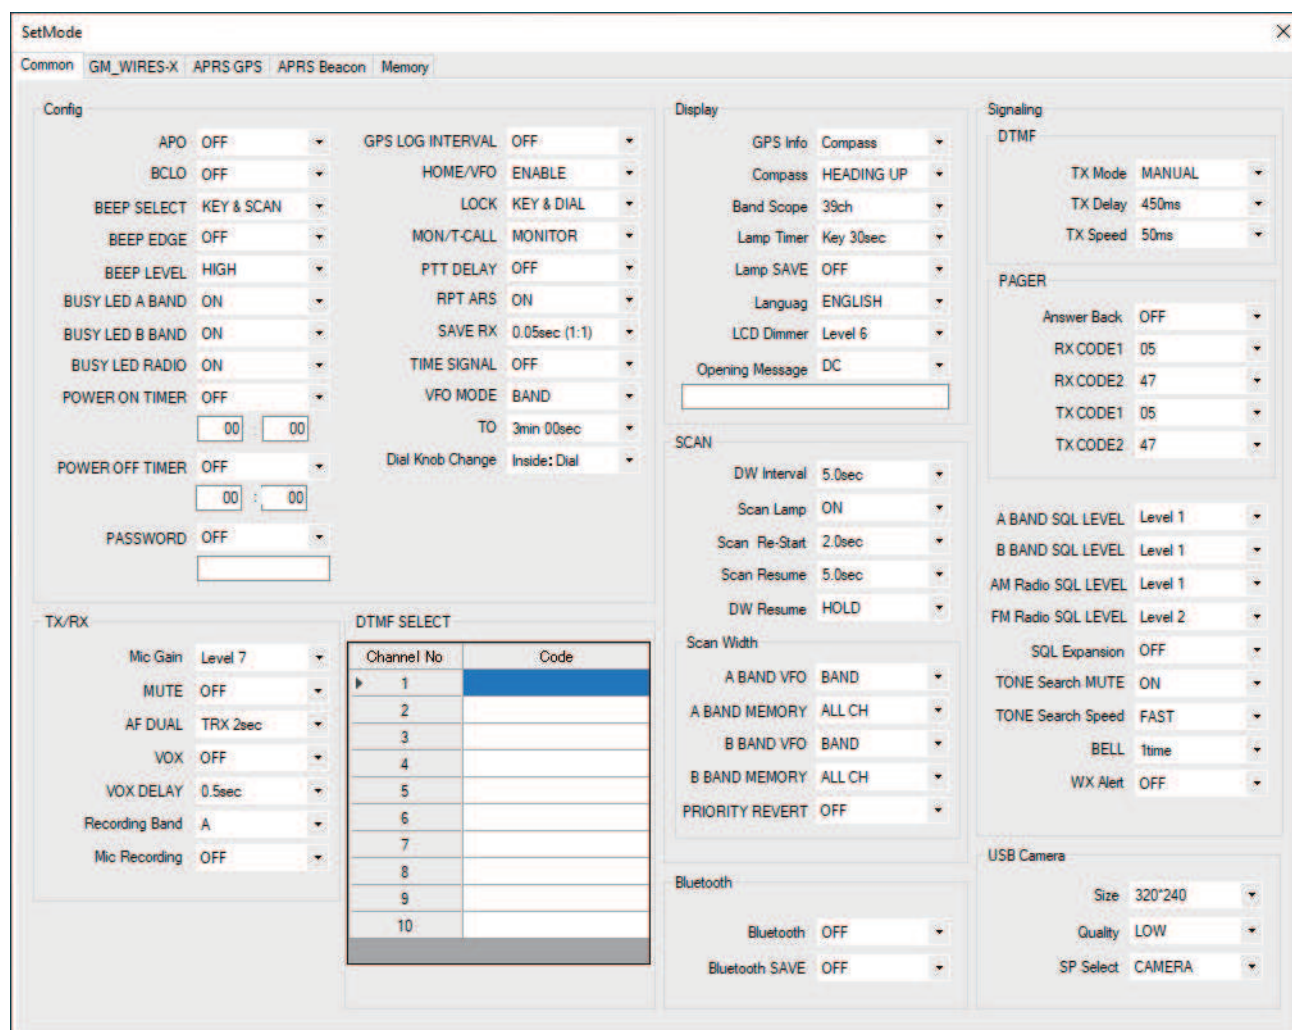 SetMode
Common GM_WIRES-X APRS GPS APRS Beacon Memory
Config
APO OFF
BCLO OFF
BEEP SELECT KEY & SCAN
BEEP EDGE OFF
BEEP LEVEL HIGH
BUSY LED A BAND ON
BUSY LED B BAND ON
BUSY LED RADIO ON
POWER ON TIMER OFF
00 : 00
POWER OFF TIMER OFF
00 : 00
PASSWORD OFF
GPS LOG INTERVAL OFF
HOME/VFO ENABLE
LOCK KEY & DIAL
MON/T-CALL MONITOR
PTT DELAY OFF
RPT ARS ON
SAVE RX 0.05sec (1:1)
TIME SIGNAL OFF
VFO MODE BAND
TO 3min 00sec
Dial Knob Change Inside: Dial
TX/RX
Mic Gain Level 7
MUTE OFF
AF DUAL TRX 2sec
VOX OFF
VOX DELAY 0.5sec
Recording Band A
Mic Recording OFF
DTMF SELECT
Channel No Code
1
2
3
4
5
6
7
8
9
10
Display
GPS Info Compass
Compass HEADING UP
Band Scope 39ch
Lamp Timer Key 30sec
Lamp SAVE OFF
Languag ENGLISH
LCD Dimmer Level 6
Opening Message DC
SCAN
DW Interval 5.0sec
Scan Lamp ON
Scan Re-Start 2.0sec
Scan Resume 5.0sec
DW Resume HOLD
Scan Width
A BAND VFO BAND
A BAND MEMORY ALL CH
B BAND VFO BAND
B BAND MEMORY ALL CH
PRIORITY REVERT OFF
Bluetooth
Bluetooth OFF
Bluetooth SAVE OFF
Signaling
DTMF
TX Mode MANUAL
TX Delay 450ms
TX Speed 50ms
PAGER
Answer Back OFF
RX CODE1 05
RX CODE2 47
TX CODE1 05
TX CODE2 47
A BAND SQL LEVEL Level 1
B BAND SQL LEVEL Level 1
AM Radio SQL LEVEL Level 1
FM Radio SQL LEVEL Level 2
SQL Expansion OFF
TONE Search MUTE ON
TONE Search Speed FAST
BELL 1time
WX Alert OFF
USB Camera
Size 320*240
Quality LOW
SP Select CAMERA